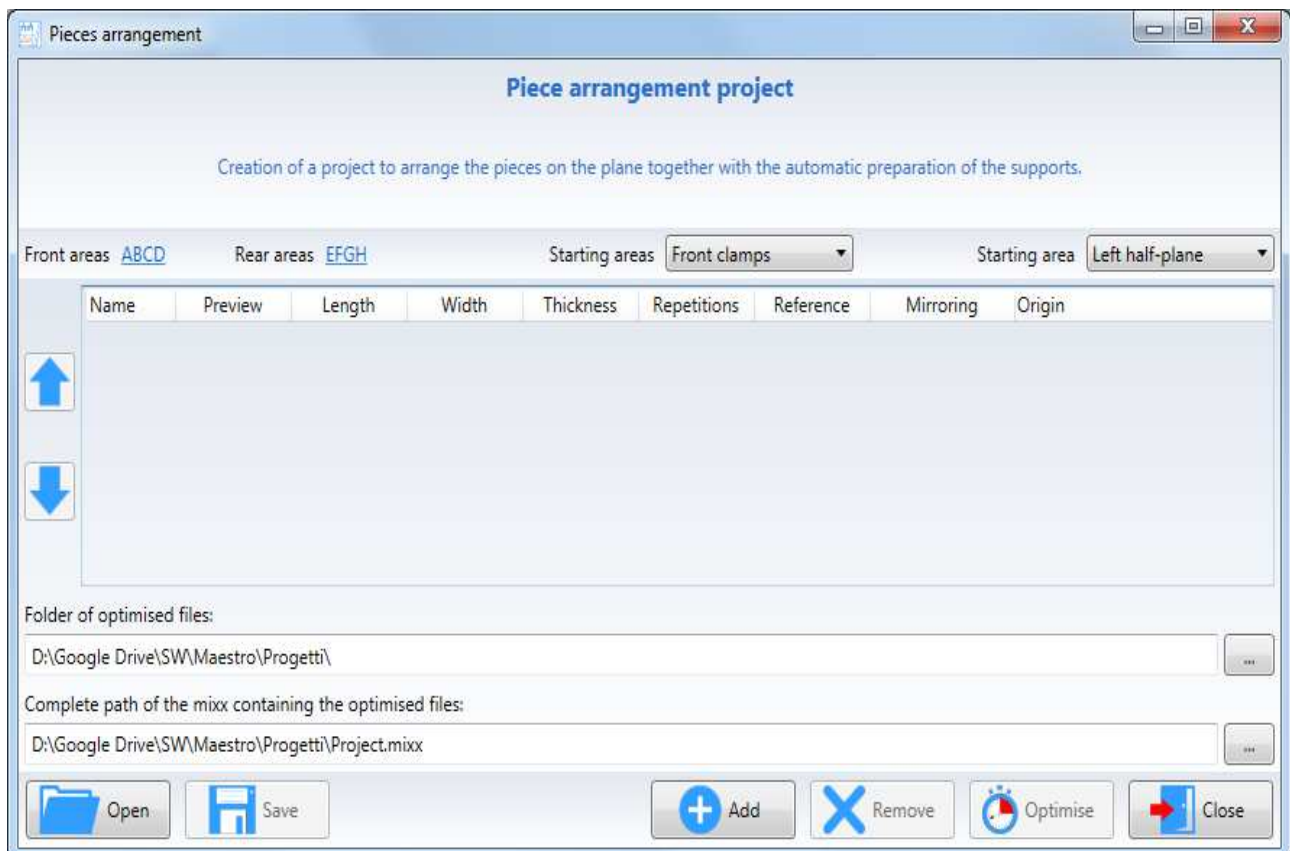 Pieces arrangement
Piece arrangement project
Creation of a project to arrange the pieces on the plane together with the automatic preparation of the supports.
Front areas ABCD Rear areas EFGH Starting areas Front clamps Starting area Left half-plane
Name Preview Length Width Thickness Repetitions Reference Mirroring Origin
Folder of optimised files:
D:\Google Drive\SW\Maestro\Progetti\
...
Complete path of the mixx containing the optimised files:
D:\Google Drive\SW\Maestro\Progetti\Project.mixx
...
Open Save Add Remove Optimise Close